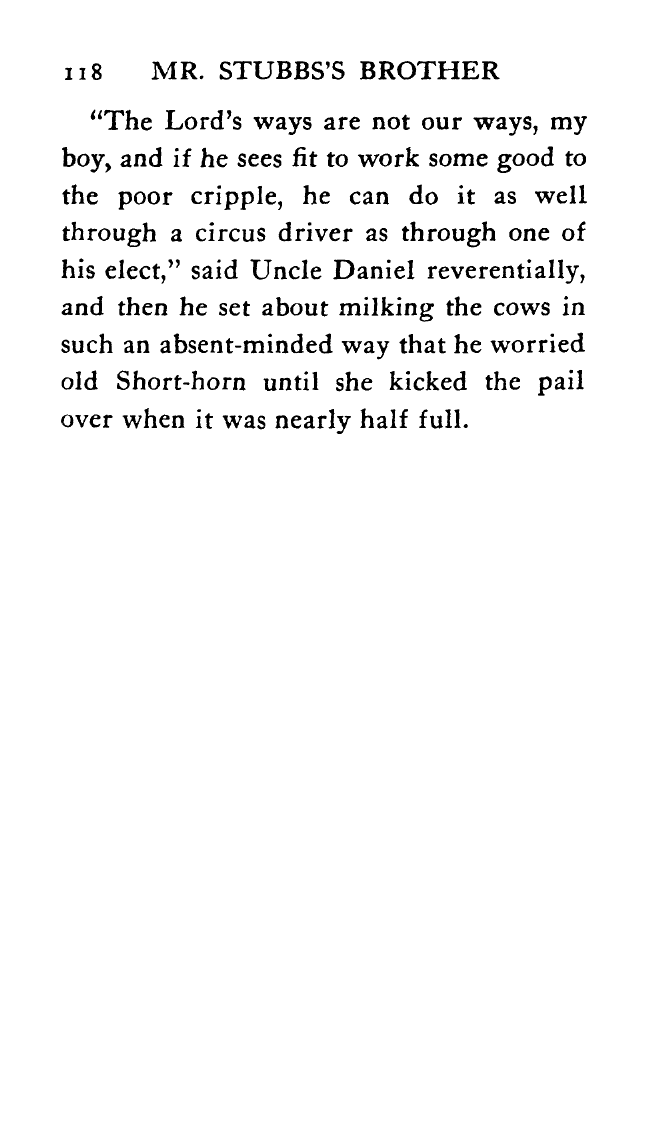 118 MR. STUBBS'S BROTHER
“The Lord’s ways are not our ways, my
boy, and if he sees fit to work some good to
the poor cripple, he can do it as well
through a circus driver as through one of
his elect,” said Uncle Daniel reverentially,
and then he set about milking the cows in
such an absent-minded way that he worried
old Short-horn until she kicked the pail
over when it was nearly half full.